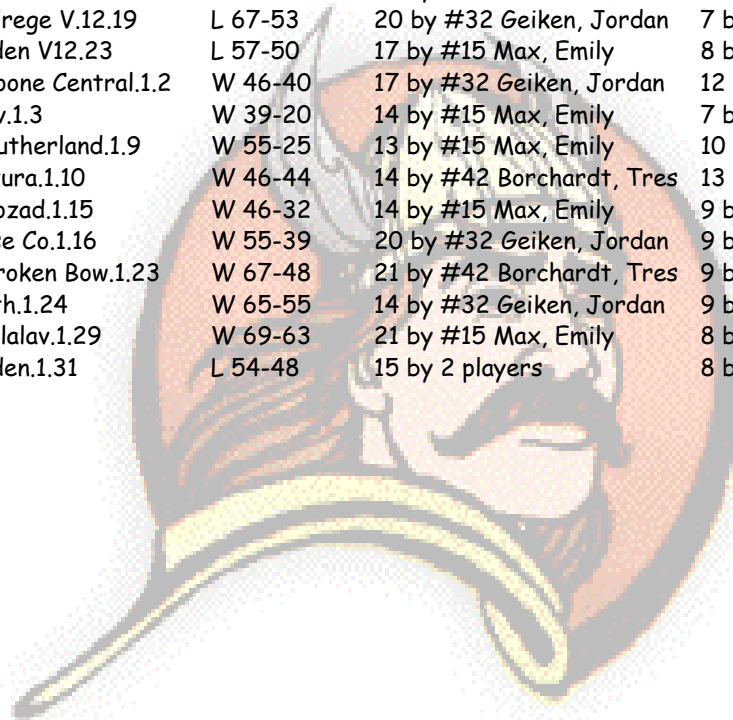 drege V.12.19 L 67-53 20 by #32 Geiken, Jordan 7 b
den V12.23 L 57-50 17 by #15 Max, Emily 8 b
bone Central.1.2 W 46-40 17 by #32 Geiken, Jordan 12
v.1.3 W 39-20 14 by #15 Max, Emily 7 b
utherland.1.9 W 55-25 13 by #15 Max, Emily 10
ura.1.10 W 46-44 14 by #42 Borchardt, Tres 13
ozad.1.15 W 46-32 14 by #15 Max, Emily 9 b
e Co.1.16 W 55-39 20 by #32 Geiken, Jordan 9 b
roken Bow.1.23 W 67-48 21 by #42 Borchardt, Tres 9 b
th.1.24 W 65-55 14 by #32 Geiken, Jordan 9 b
lalav.1.29 W 69-63 21 by #15 Max, Emily 8 b
den.1.31 L 54-48 15 by 2 players 8 b